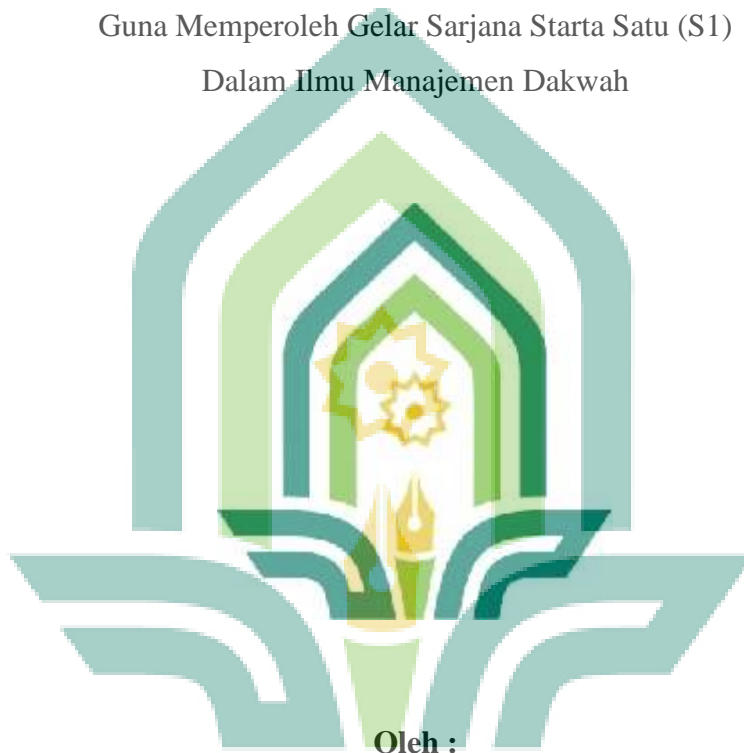 Guna Memperoleh Gelar Sarjana Starta Satu (S1)
Dalam Ilmu Manajemen Dakwah
Oleh :